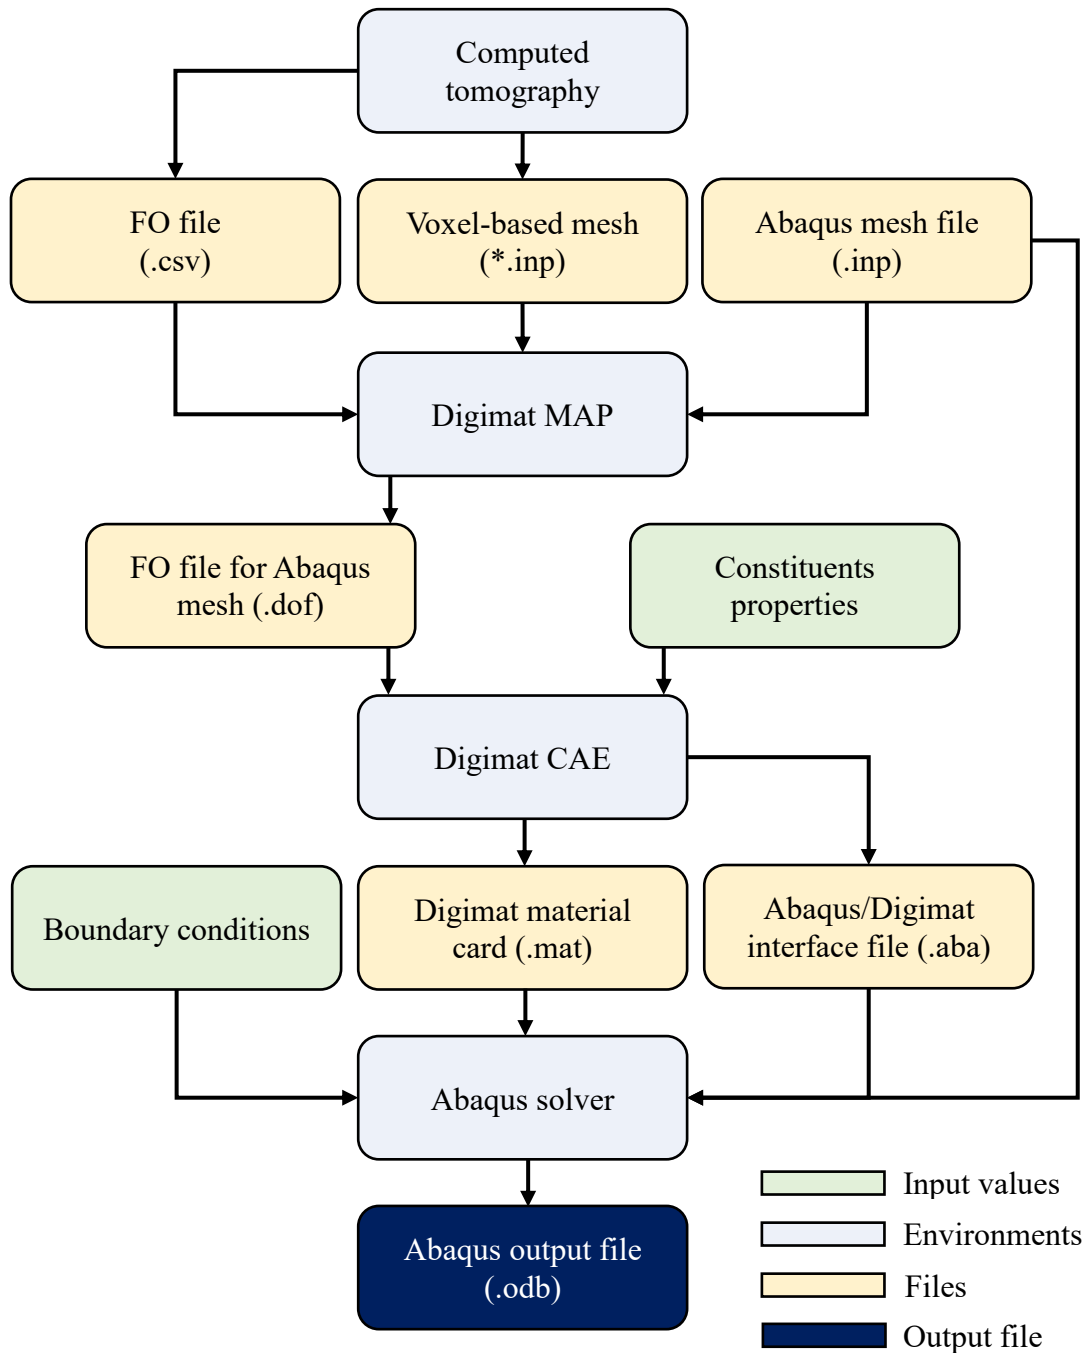 Computed
tomography
FO file
(.csv)
Voxel-based mesh
(*.inp)
Abaqus mesh file
(.inp)
Digimat MAP
FO file for Abaqus
mesh (.dof)
Constituents
properties
Digimat CAE
Boundary conditions
Digimat material
card (.mat)
Abaqus/Digimat
interface file (.aba)
Abaqus solver
Abaqus output file
(.odb)
Input values
Environments
Files
Output file